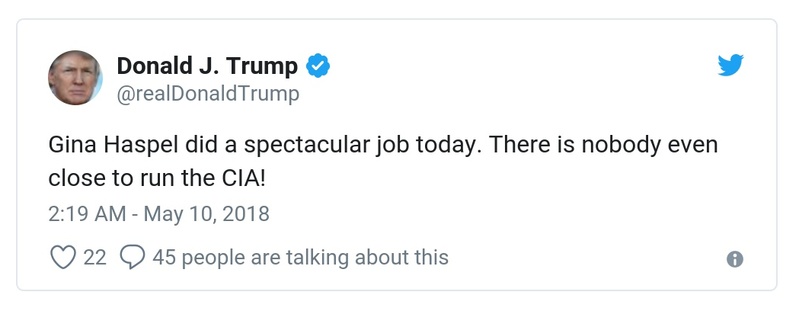 Donald J. Trump
@realDonaldTrump
Gina Haspel did a spectacular job today. There is nobody even
close to run the CIA!
2:19 AM - May 10, 2018
22 45 people are talking about this